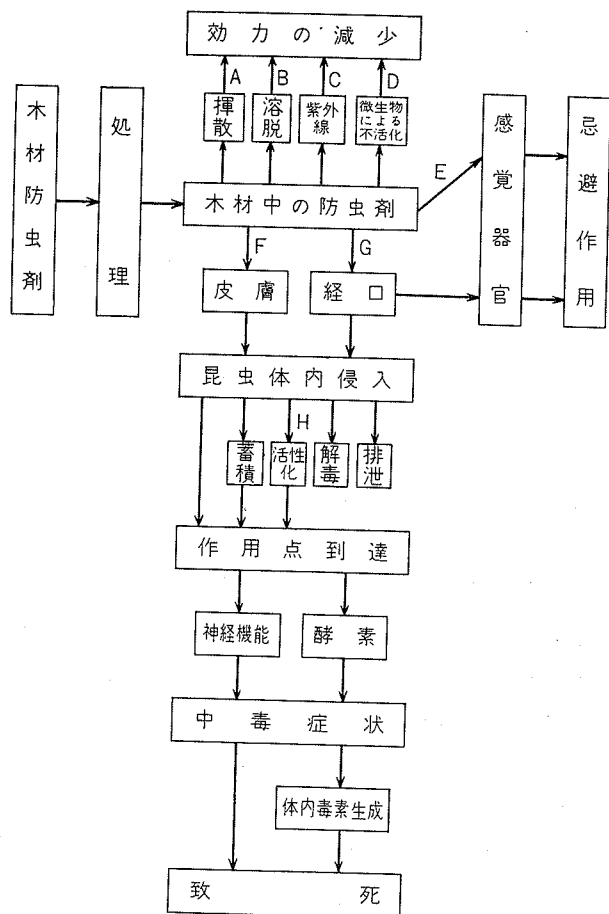 効力の減少
A
B
C
D
揮散
溶脱
紫外線
微生物による不活化
木材防虫剤
処理
木材中の防虫剤
E
感覚器官
忌避作用
F
G
皮膚
経口
昆虫体内侵入
H
蓄積
活性化
解毒
排泄
作用点到達
神経機能
酵素
中毒症状
体内毒素生成
致死